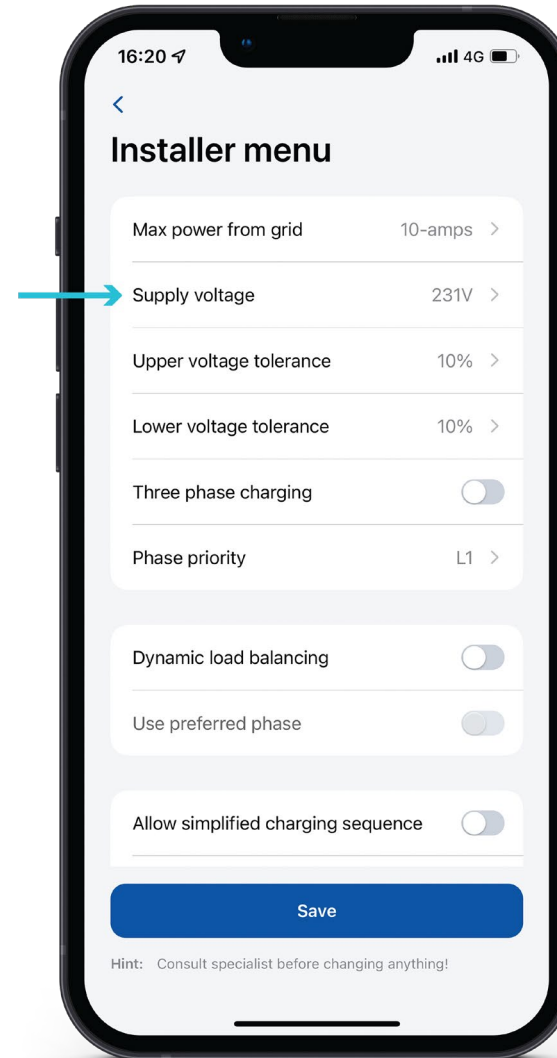 16:20 4G
Installer menu
Max power from grid 10-amps
Supply voltage 231V
Upper voltage tolerance 10%
Lower voltage tolerance 10%
Three phase charging
Phase priority L1
Dynamic load balancing
Use preferred phase
Allow simplified charging sequence
Save
Hint: Consult specialist before changing anything!